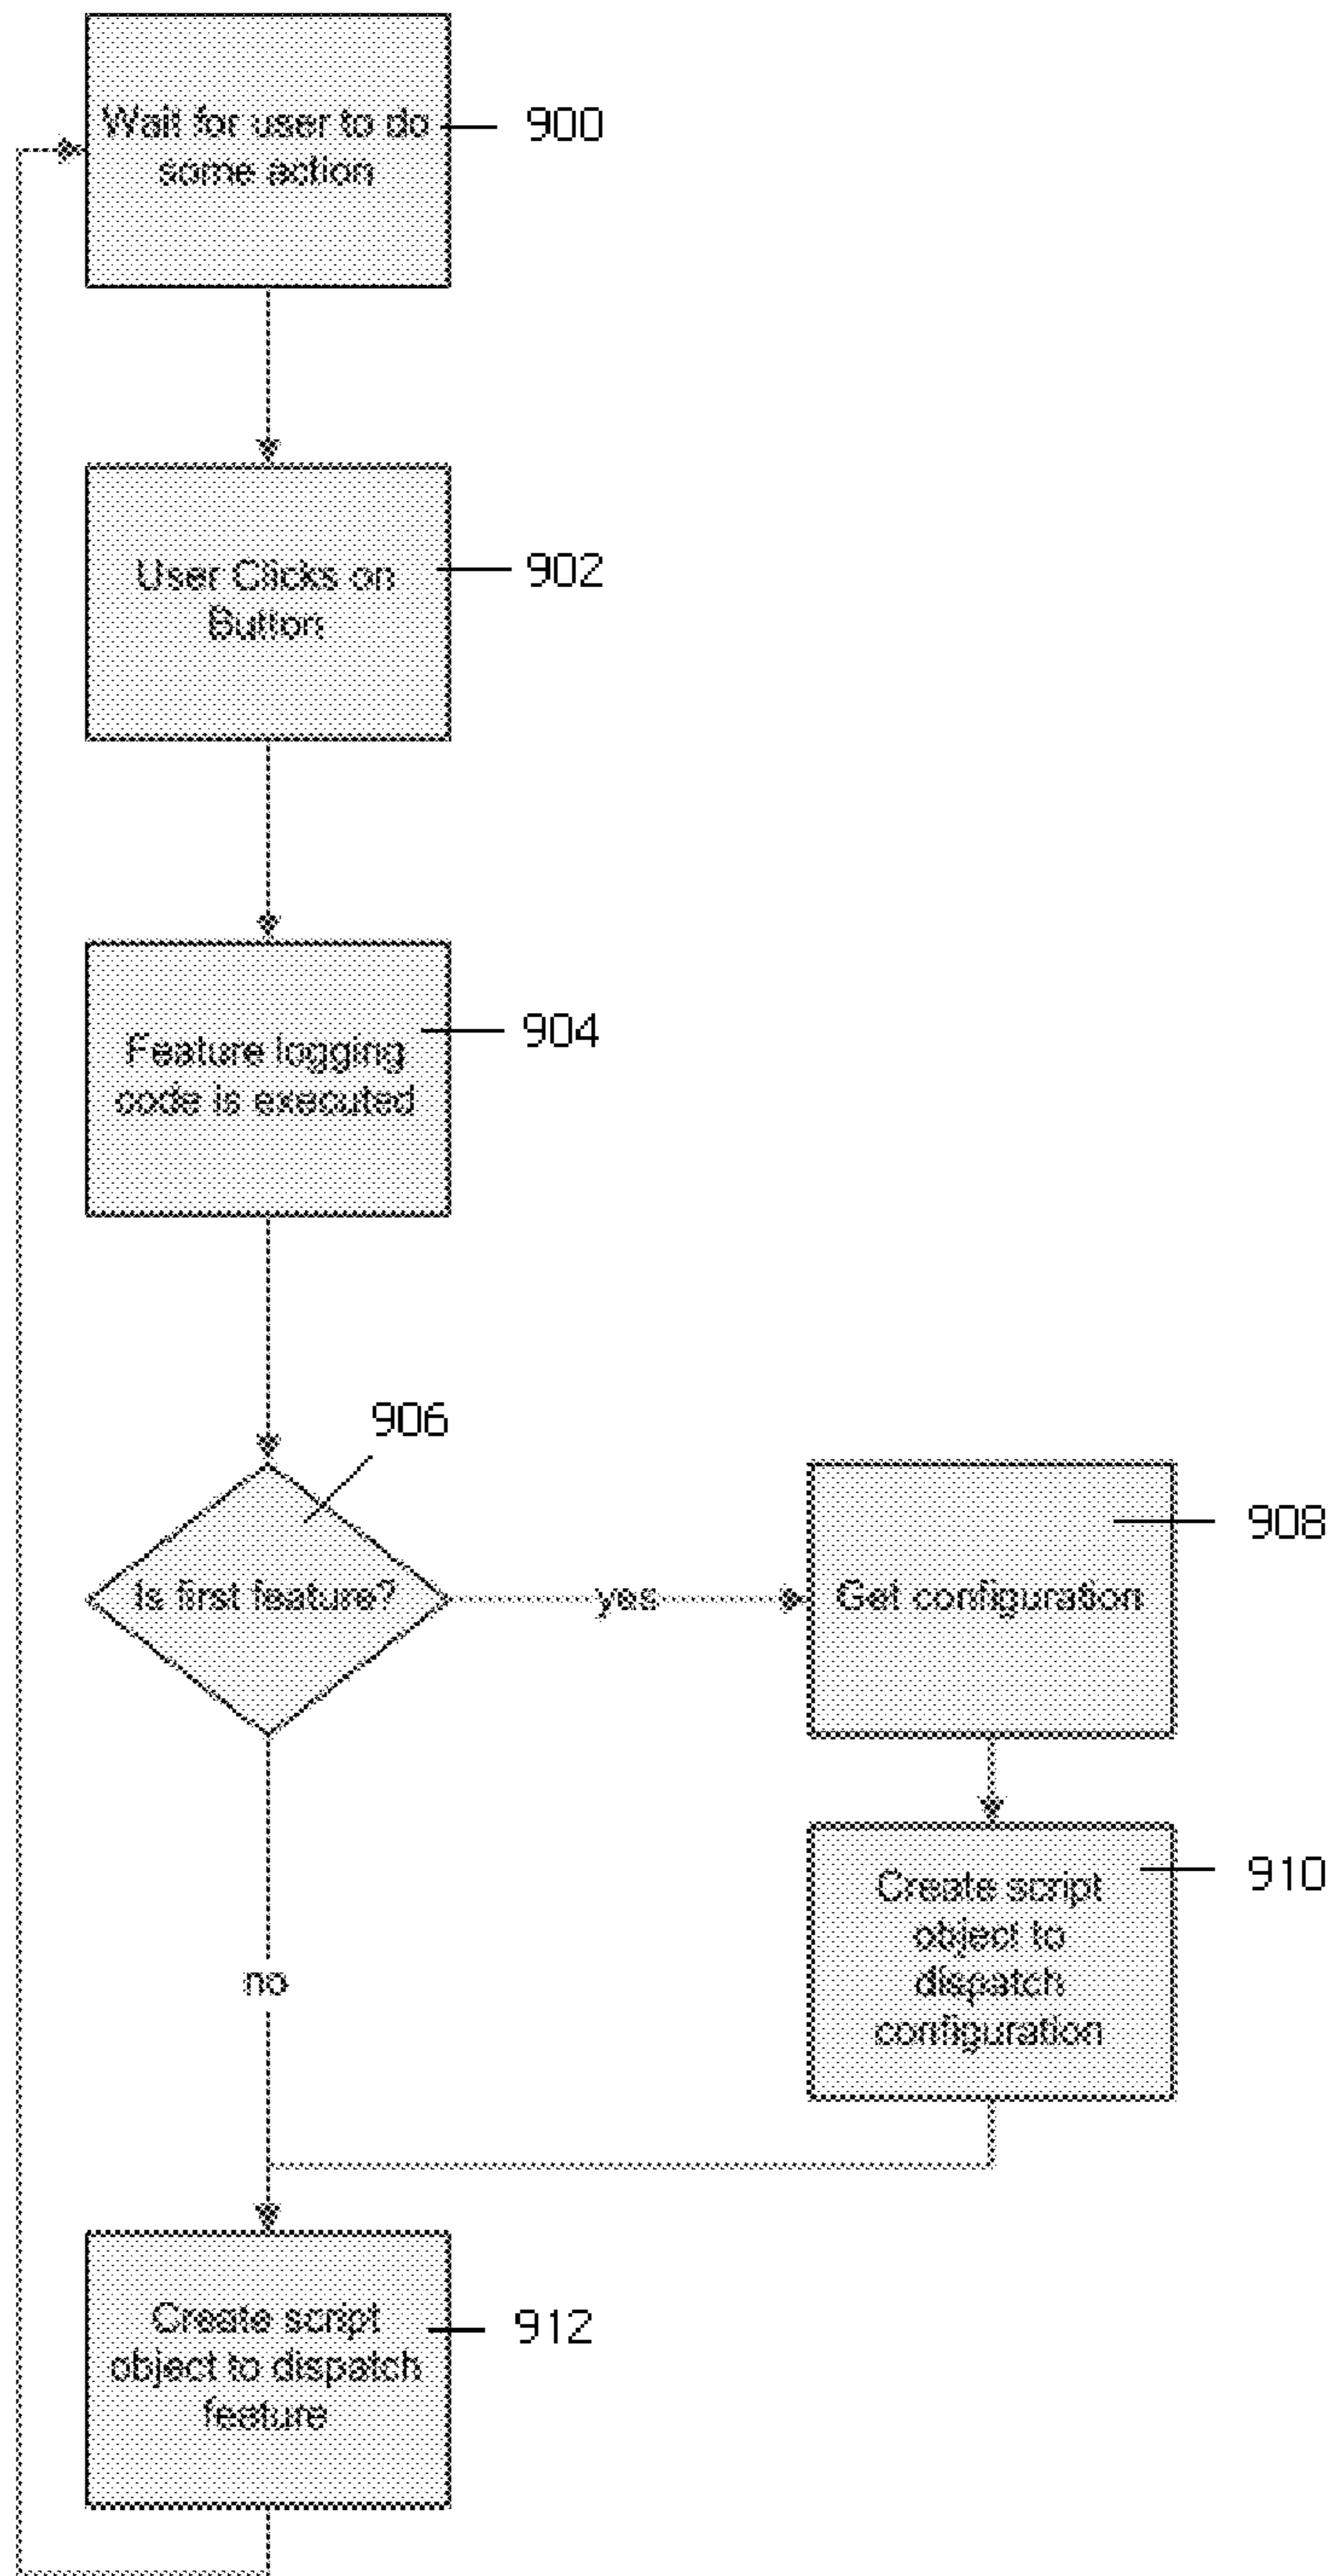 Wait for user to do
some action
900
User Clicks on
Button
902
Feature logging
code is executed
904
906
Is first feature?
yes
Get configuration
908
Create script
object to
dispatch
configuration
910
no
Create script
object to dispatch
feature
912